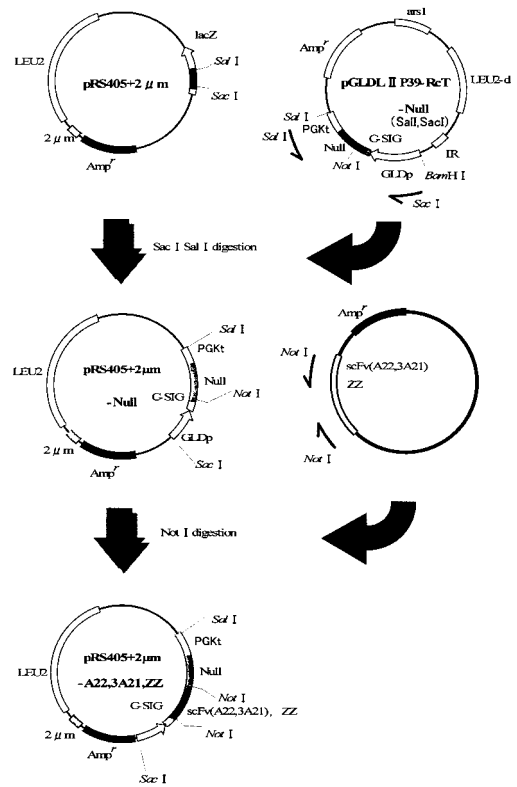 lacZ
LEU2
Sal I
pRS405+2μm
Sac I
2μm
Amp^r
ars1
Amp^r
LEU2-d
pGLDLⅡP39-RcT
-Null
(SalI,SacI)
Sal I
PGKt
G-SIG
Sal I
Null
IR
Not I
BamH I
GLDp
Sac I
Sac I Sal I digestion
Sal I
PGKt
LEU2
pRS405+2μm
Null
-Null
G-SIG
Not I
GLDp
2μm
Amp^r
Sac I
Amp^r
Not I
scFv(A22,3A21)
ZZ
Not I
Not I digestion
Sal I
PGKt
pRS405+2μm
LEU2
Null
-A22,3A21,ZZ
Not I
G-SIG
scFv(A22,3A21), ZZ
2μm
Not I
Amp^r
Sac I